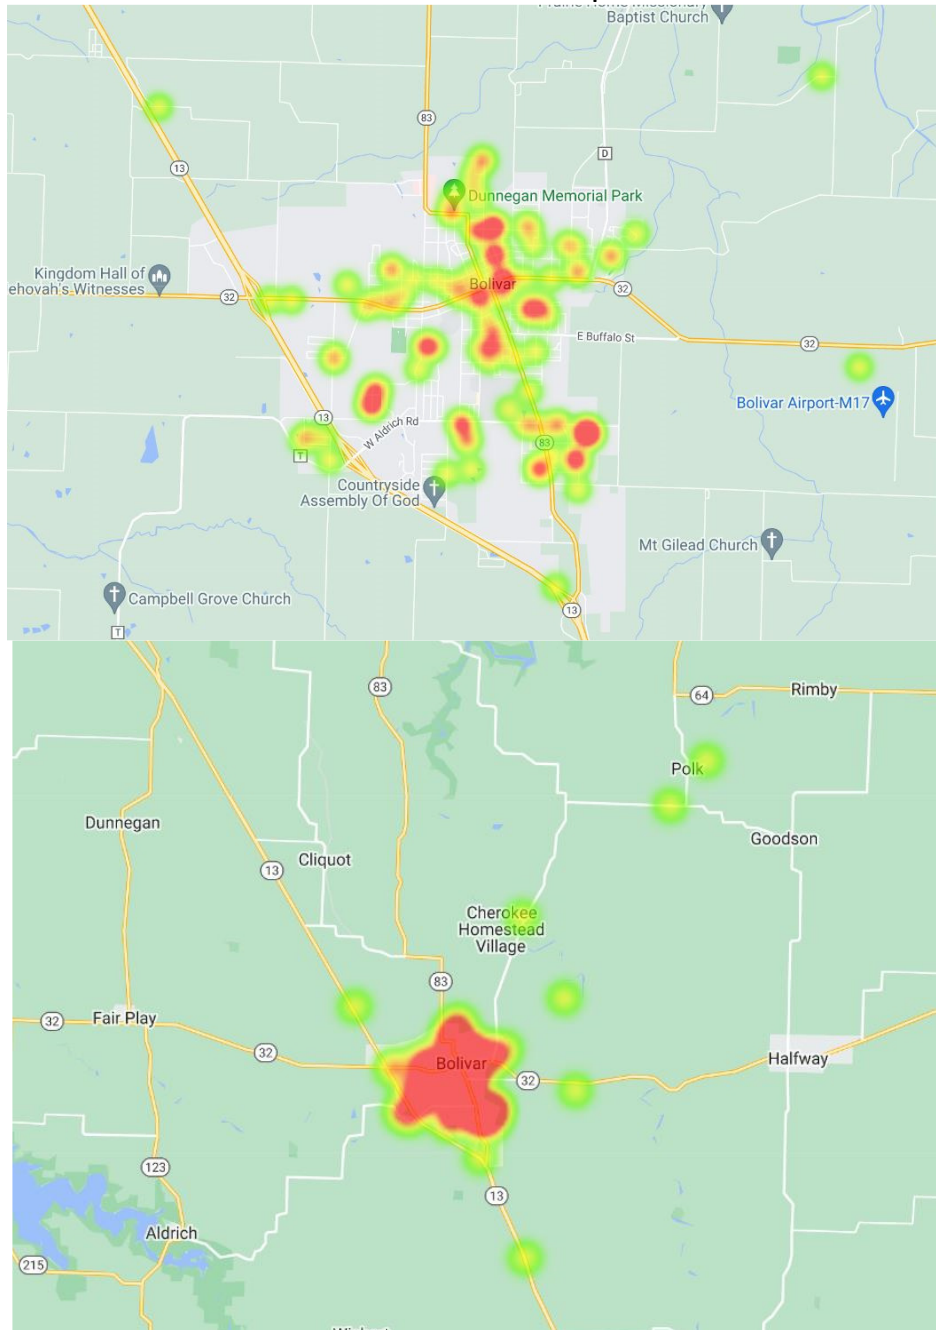 Baptist Church
83
13
D
Dunnegan Memorial Park
Kingdom Hall of
ehovah's Witnesses
Bolivar
32
32
E Buffalo St
32
Bolivar Airport-M17
13
W Aldrich Rd
83
T
Countryside
Assembly Of God
Mt Gilead Church
Campbell Grove Church
13
T
83
64
Rimby
Polk
Dunnegan
Goodson
Cliquot
13
Cherokee
Homestead
Village
83
Fair Play
32
32
Bolivar
Halfway
32
123
13
Aldrich
215